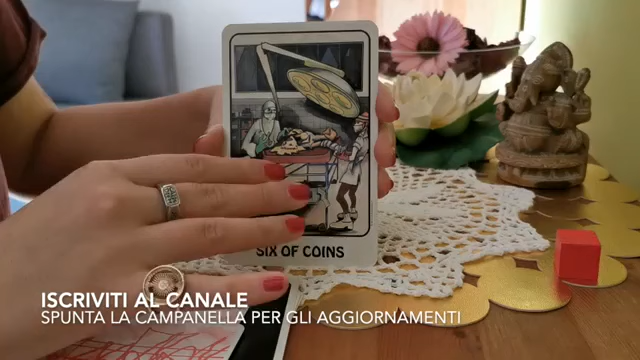 SIX OF COINS
ISCRIVITI AL CANALE
SPUNTA LA CAMPANELLA PER GLI AGGIORNAMENTI